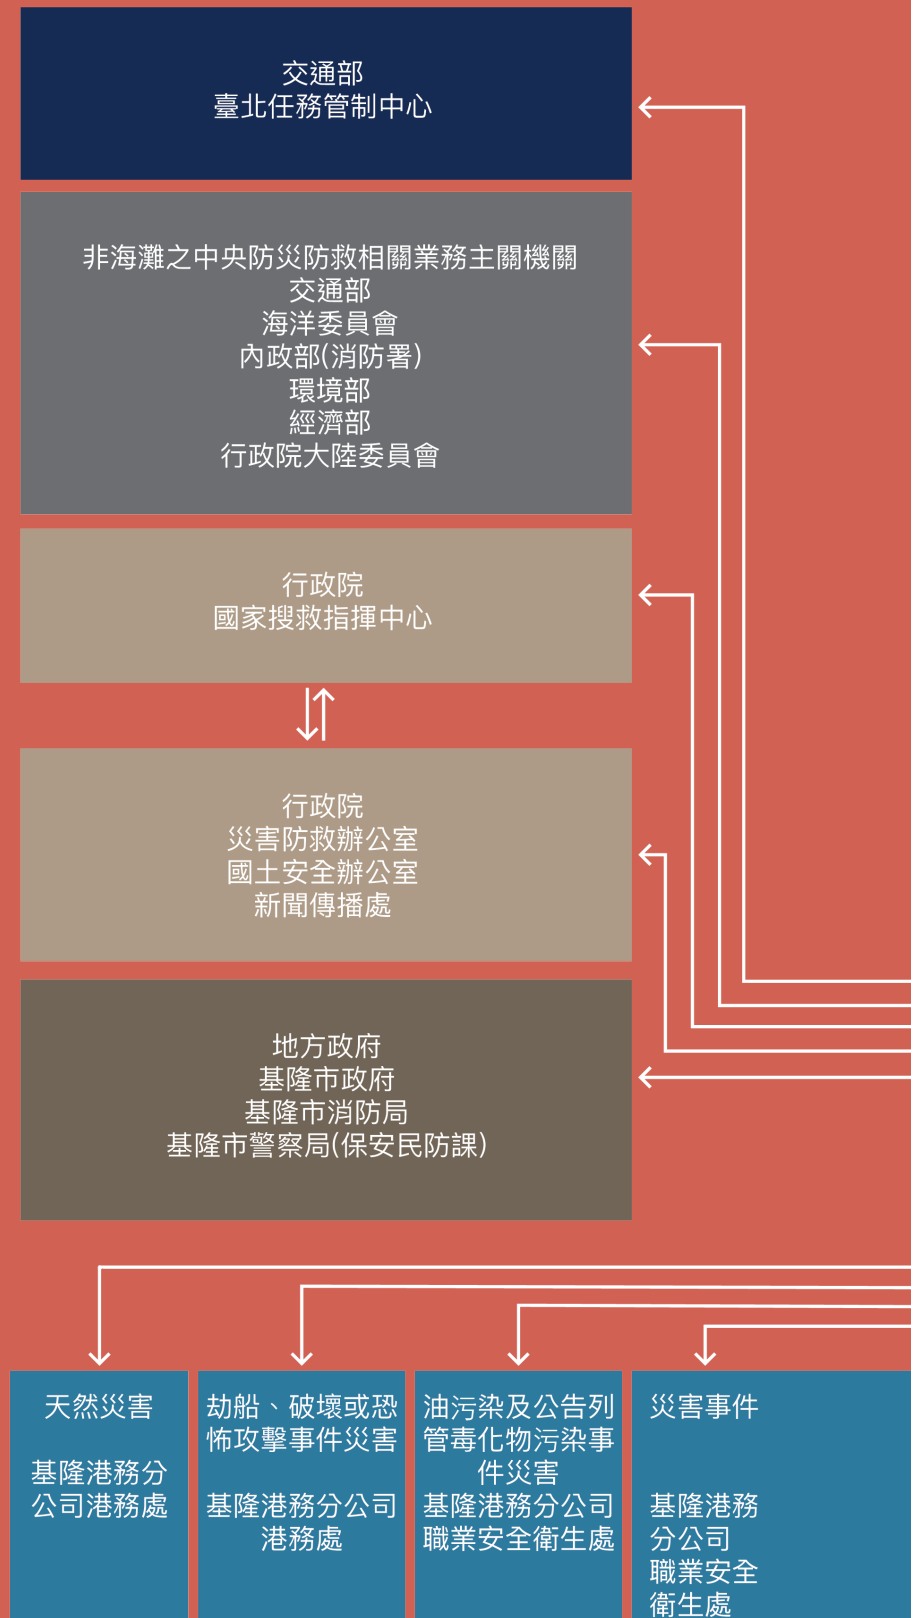 交通部
臺北任務管制中心
非海灘之中央防災防救相關業務主關機關
交通部
海洋委員會
內政部(消防署)
環境部
經濟部
行政院大陸委員會
行政院
國家搜救指揮中心
行政院
災害防救辦公室
國土安全辦公室
新聞傳播處
地方政府
基隆市政府
基隆市消防局
基隆市警察局(保安民防課)
天然災害
基隆港務分
公司港務處
劫船、破壞或恐
怖攻擊事件災害
基隆港務分公司
港務處
油污染及公告列
管毒化物污染事
件災害
基隆港務分公司
職業安全衛生處
災害事件
基隆港務
分公司
職業安全
衛生處